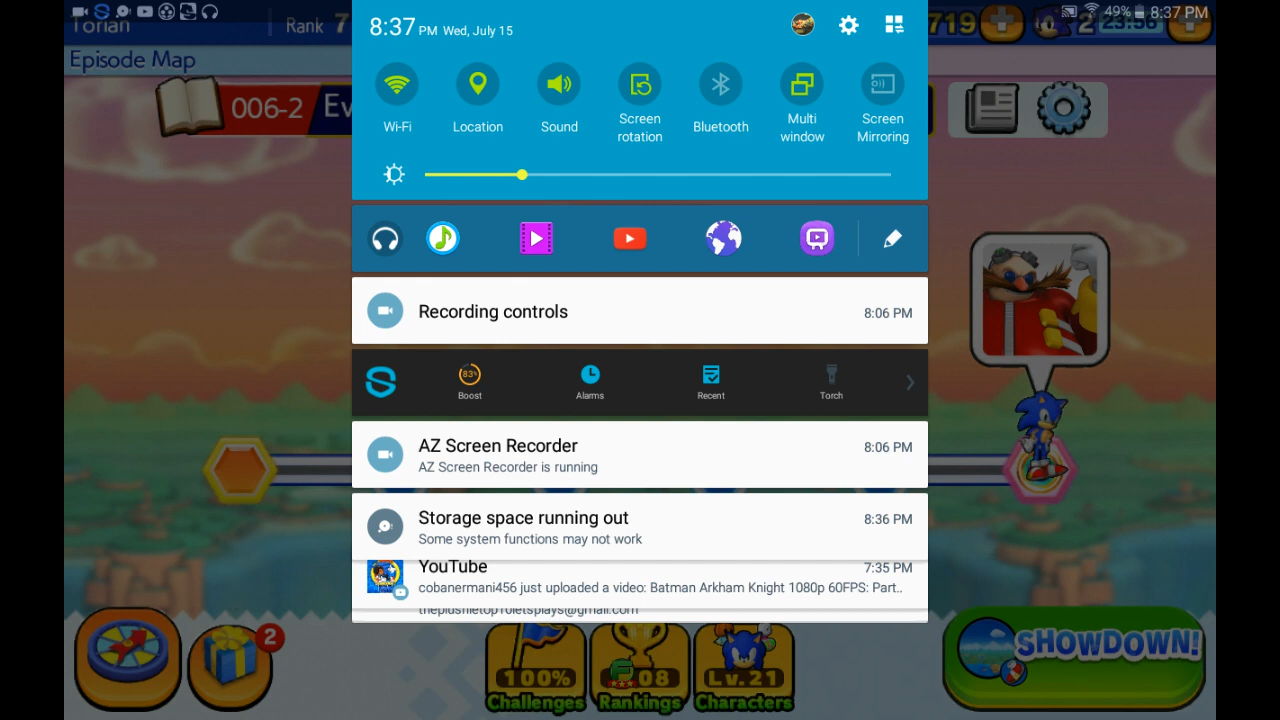 Torian
Rank 7
8:37 PM Wed, July 15
719
2
23:56
49% 8:37 PM
Episode Map
006-2 Ev
Wi-Fi
Location
Sound
Screen rotation
Bluetooth
Multi window
Screen Mirroring
Recording controls
8:06 PM
83%
Boost
Alarms
Recent
Torch
AZ Screen Recorder
8:06 PM
AZ Screen Recorder is running
Storage space running out
8:36 PM
Some system functions may not work
YouTube
7:35 PM
cobanermani456 just uploaded a video: Batman Arkham Knight 1080p 60FPS: Part..
2
SHOWDOWN!
100%
08
Lv.21
Challenges
Rankings
Characters